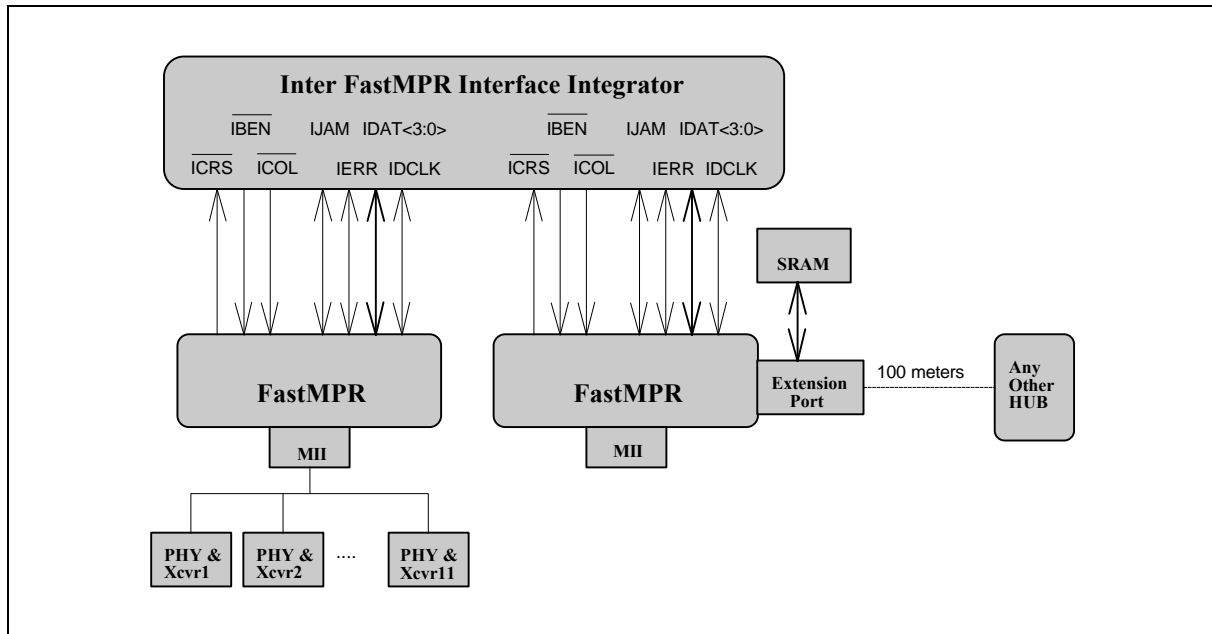 Inter FastMPR Interface Integrator
IBEN IJAM IDAT<3:0> IBEN IJAM IDAT<3:0>
ICRS ICOL IERR IDCLK ICRS ICOL IERR IDCLK
SRAM
FastMPR
FastMPR
Extension
Port
100 meters
Any
Other
HUB
MII
MII
PHY &
Xcvr1
PHY &
Xcvr2
....
PHY &
Xcvr11